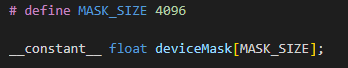 # define MASK_SIZE 4096
__constant__ float deviceMask[MASK_SIZE];